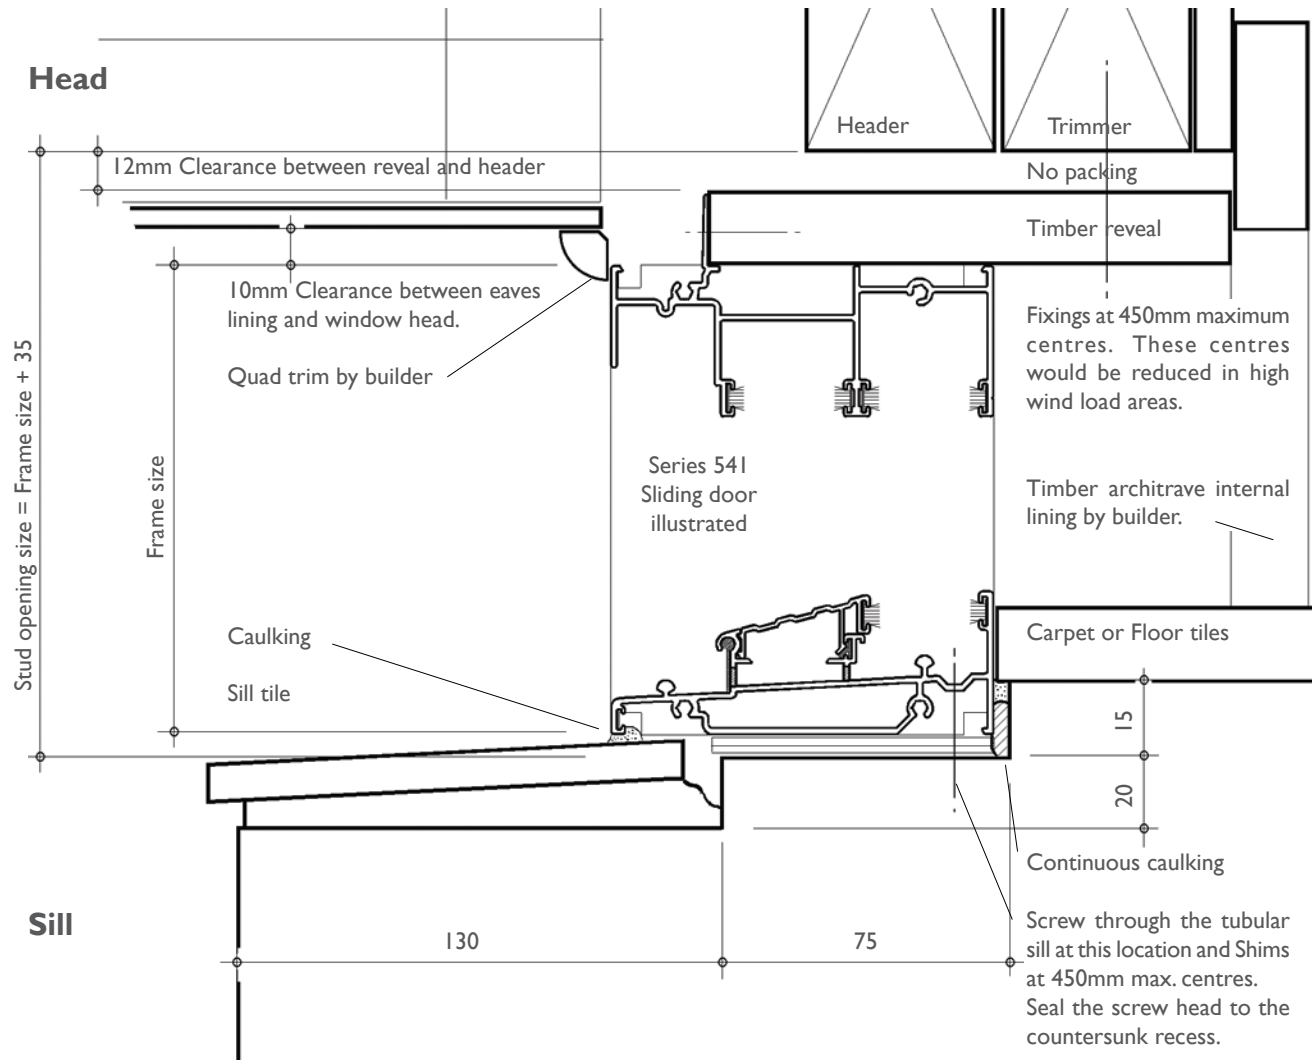 Head
Header
Trimmer
12mm Clearance between reveal and header
No packing
Timber reveal
10mm Clearance between eaves
lining and window head.
Quad trim by builder
Fixings at 450mm maximum
centres. These centres
would be reduced in high
wind load areas.
Stud opening size = Frame size + 35
Frame size
Series 541
Sliding door
illustrated
Timber architrave internal
lining by builder.
Caulking
Sill tile
Carpet or Floor tiles
15
20
Continuous caulking
Sill
130
75
Screw through the tubular
sill at this location and Shims
at 450mm max. centres.
Seal the screw head to the
countersunk recess.